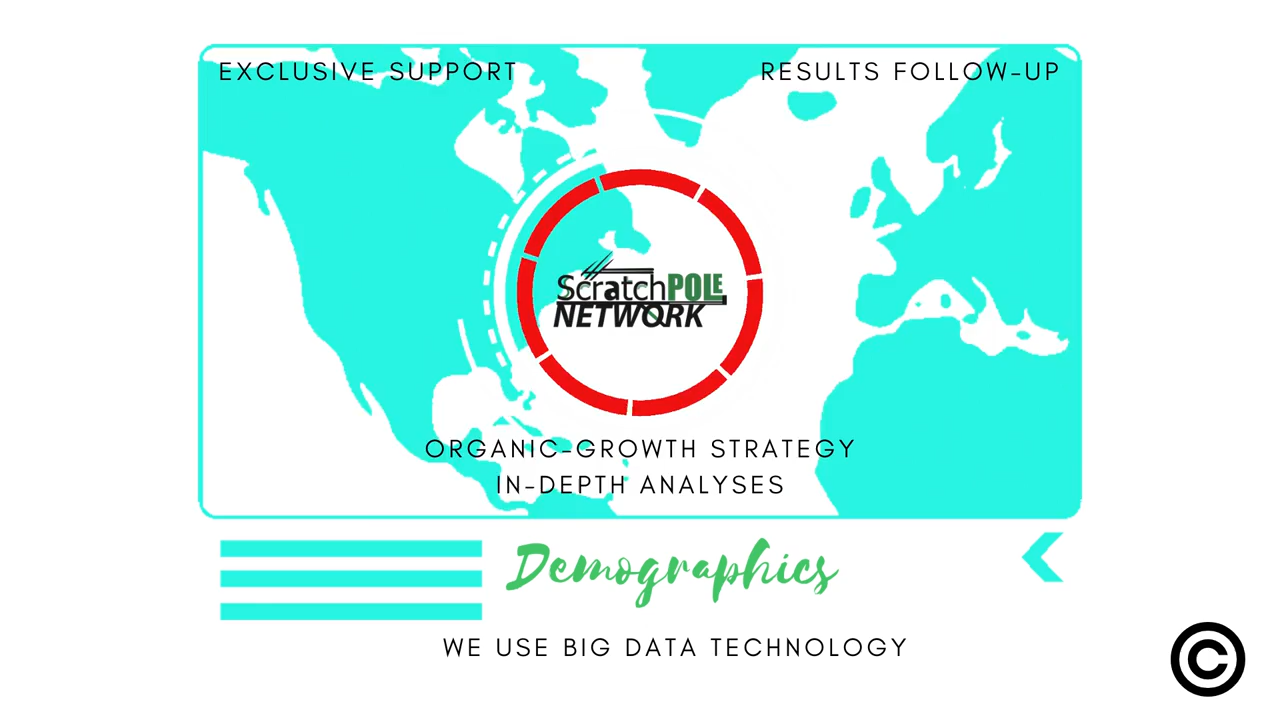 EXCLUSIVE SUPPORT
RESULTS FOLLOW-UP
ScratchPOLE
NETWORK
ORGANIC-GROWTH STRATEGY
IN-DEPTH ANALYSES
Demographics
WE USE BIG DATA TECHNOLOGY
©